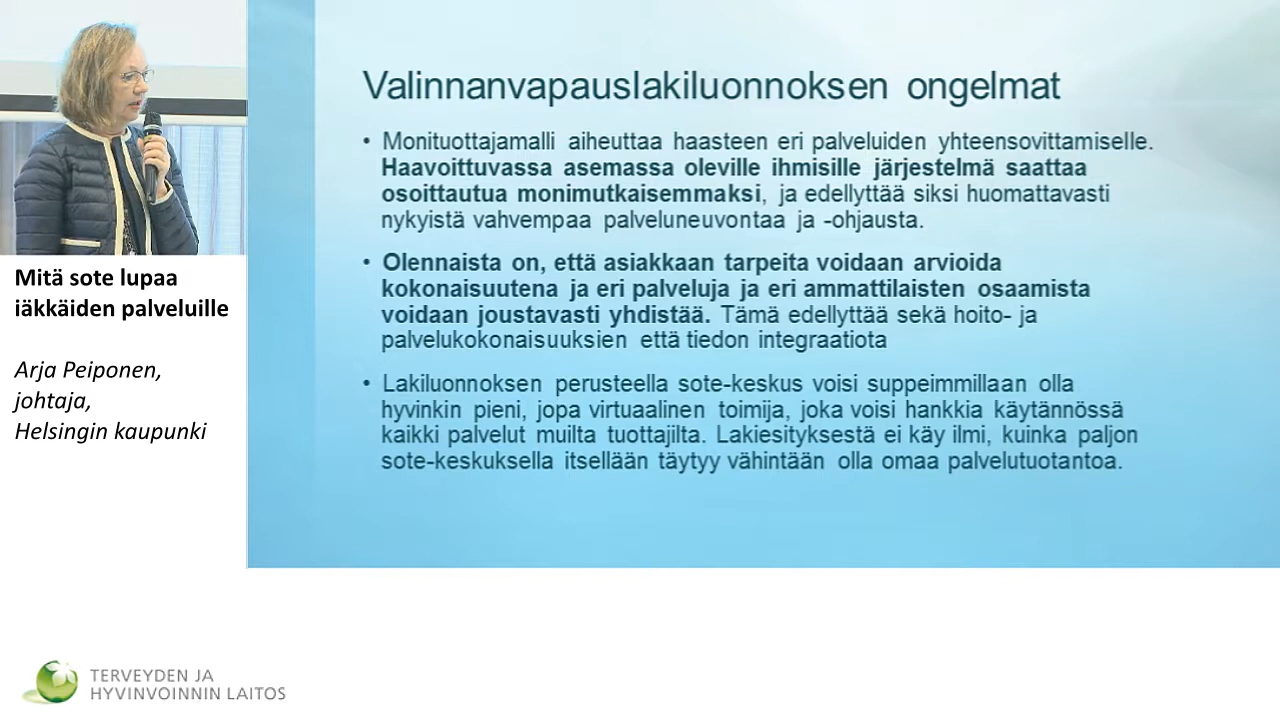 Valinnanvapauslakiluonnoksen ongelmat
• Monituottajamalli aiheuttaa haasteen eri palveluiden yhteensovittamiselle.
Haavoittuvassa asemassa oleville ihmisille järjestelmä saattaa
osoittautua monimutkaisemmaksi, ja edellyttää siksi huomattavasti
nykyistä vahvempaa palveluneuvontaa ja -ohjausta.
• Olennaista on, että asiakkaan tarpeita voidaan arvioida
kokonaisuutena ja eri palveluja ja eri ammattilaisten osaamista
voidaan joustavasti yhdistää. Tämä edellyttää sekä hoito- ja
palvelukokonaisuuksien että tiedon integraatiota
• Lakiluonnoksen perusteella sote-keskus voisi suppeimmillaan olla
hyvinkin pieni, jopa virtuaalinen toimija, joka voisi hankkia käytännössä
kaikki palvelut muilta tuottajilta. Lakiesityksestä ei käy ilmi, kuinka paljon
sote-keskuksella itsellään täytyy vähintään olla omaa palvelutuotantoa.
Mitä sote lupaa
iäkkäiden palveluille
Arja Peiponen,
johtaja,
Helsingin kaupunki
TERVEYDEN JA
HYVINVOINNIN LAITOS